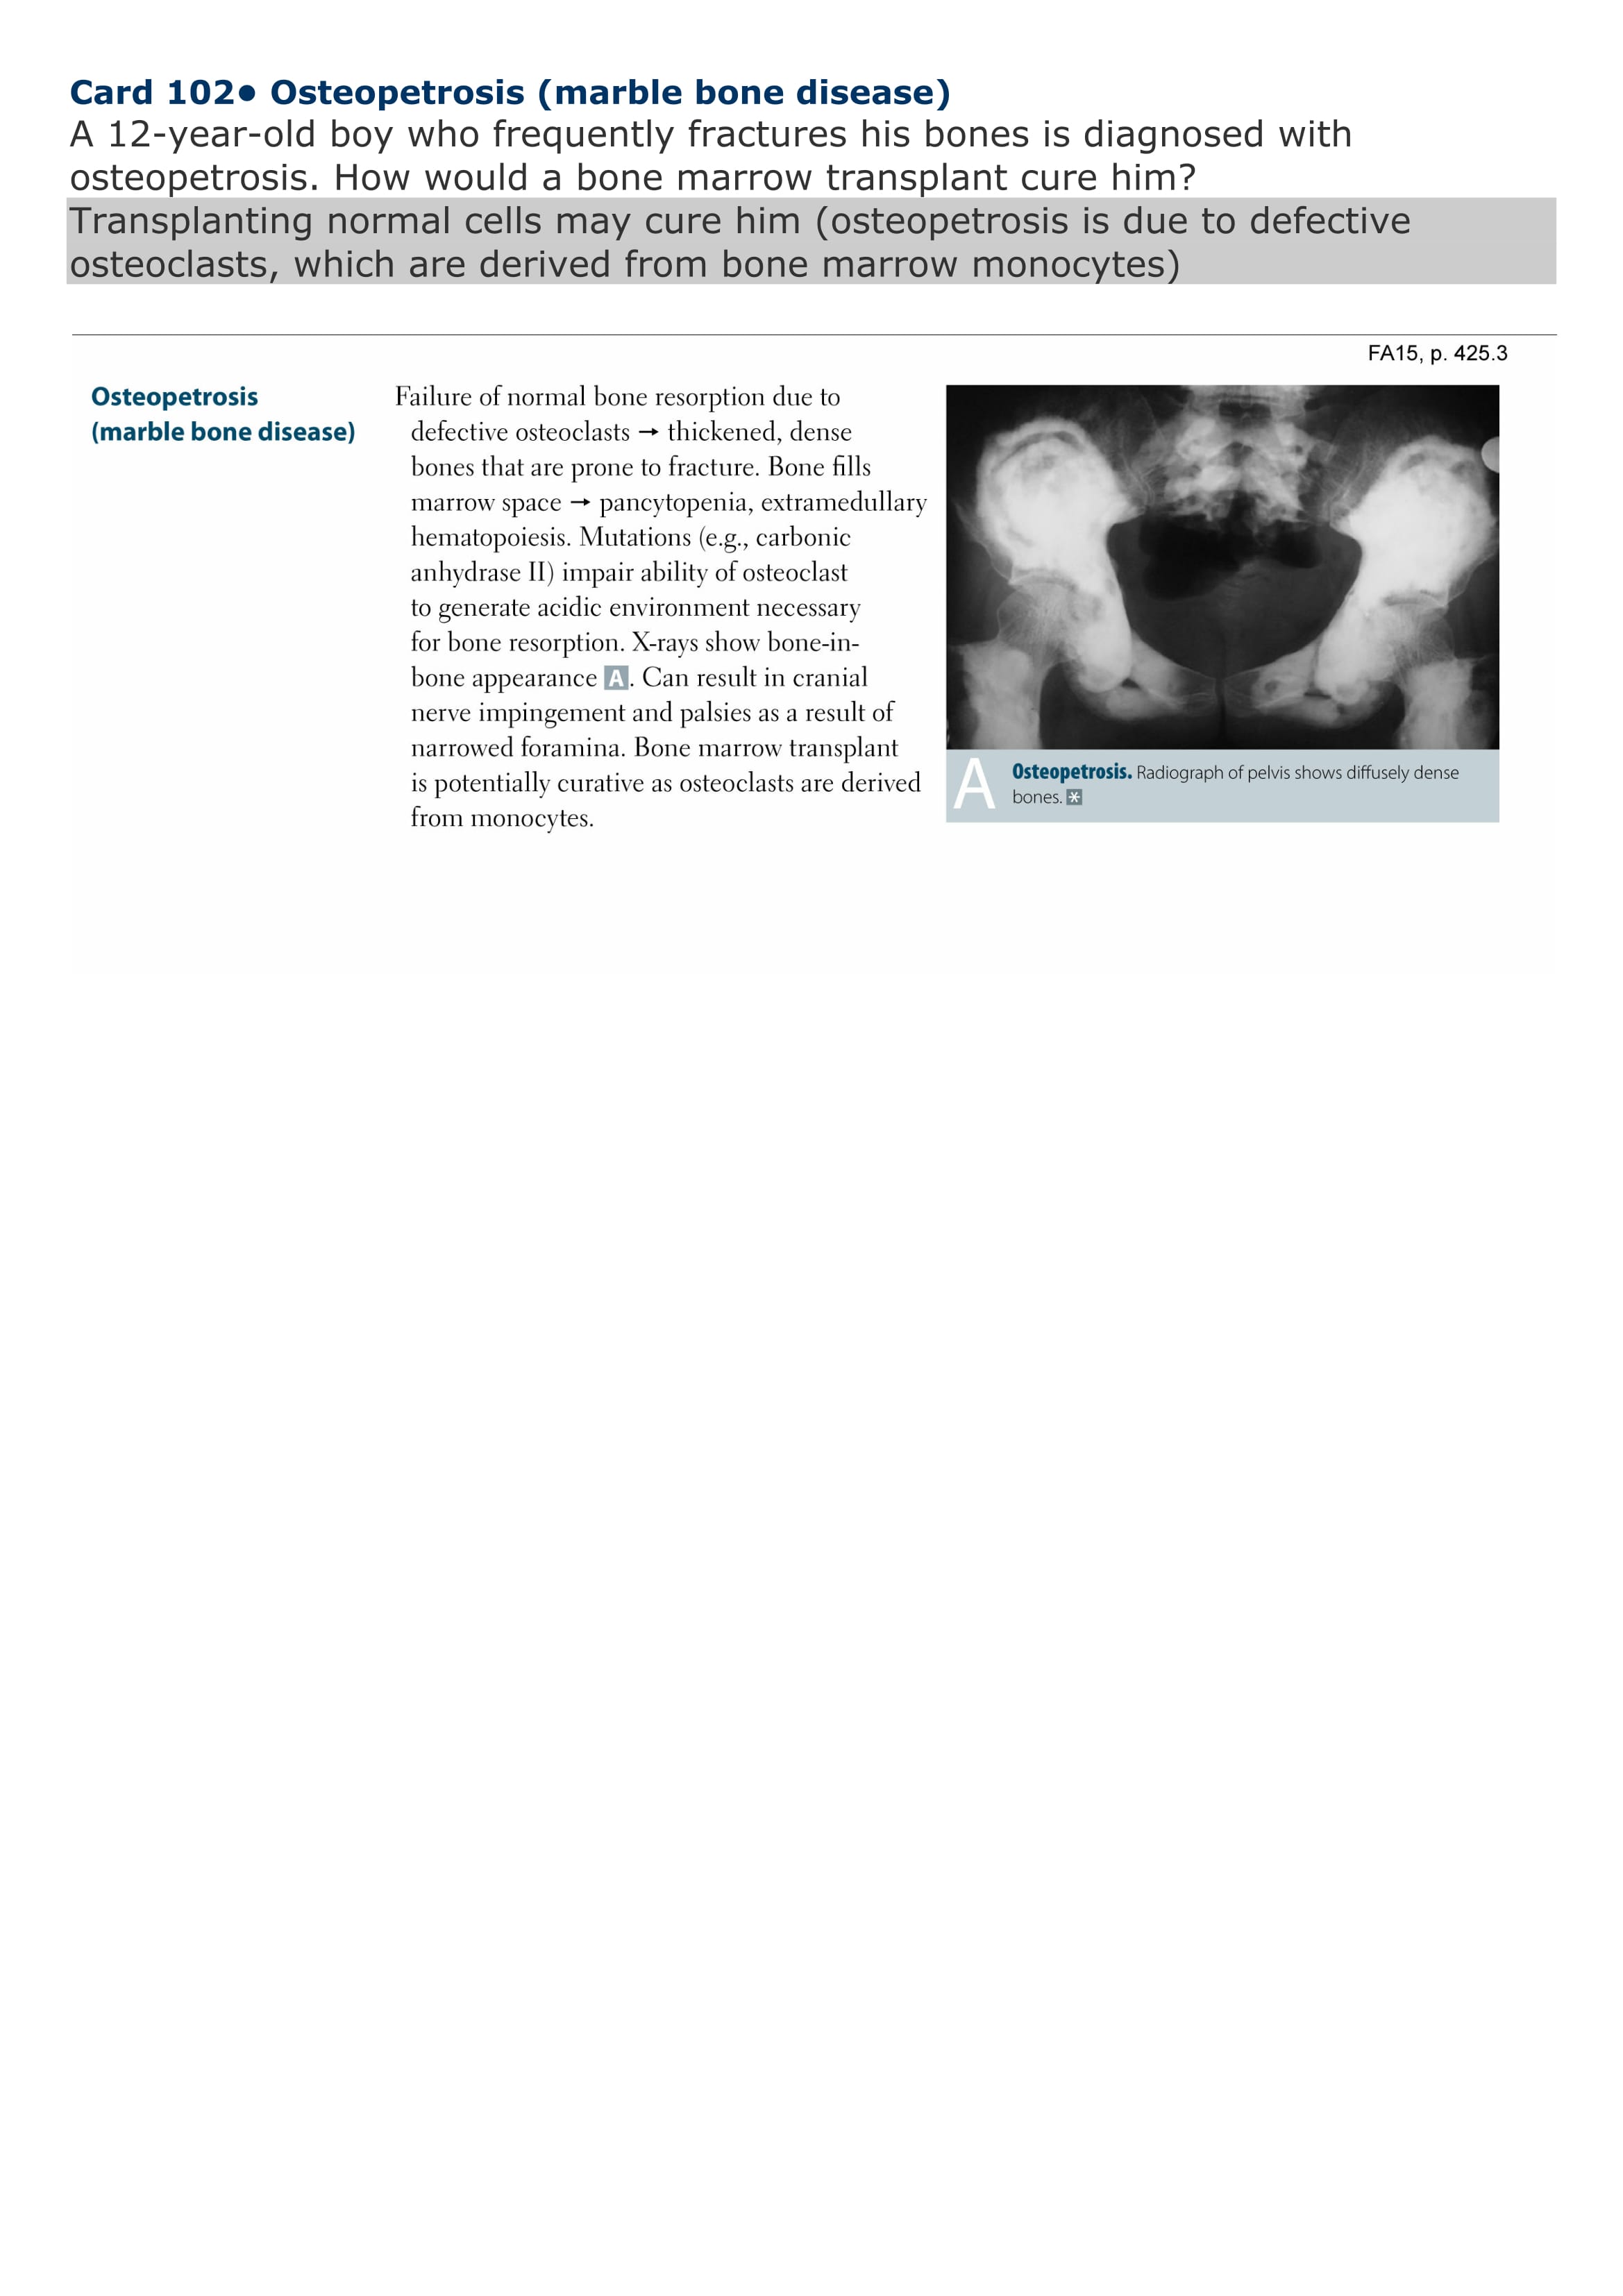 Card 102● Osteopetrosis (marble bone disease)
A 12-year-old boy who frequently fractures his bones is diagnosed with
osteopetrosis. How would a bone marrow transplant cure him?
Transplanting normal cells may cure him (osteopetrosis is due to defective
osteoclasts, which are derived from bone marrow monocytes)
FA15, p. 425.3
Osteopetrosis
(marble bone disease)
Failure of normal bone resorption due to
defective osteoclasts → thickened, dense
bones that are prone to fracture. Bone fills
marrow space → pancytopenia, extramedullary
hematopoiesis. Mutations (e.g., carbonic
anhydrase II) impair ability of osteoclast
to generate acidic environment necessary
for bone resorption. X-rays show bone-in-
bone appearance A. Can result in cranial
nerve impingement and palsies as a result of
narrowed foramina. Bone marrow transplant
is potentially curative as osteoclasts are derived
from monocytes.
A Osteopetrosis. Radiograph of pelvis shows diffusely dense
bones. *